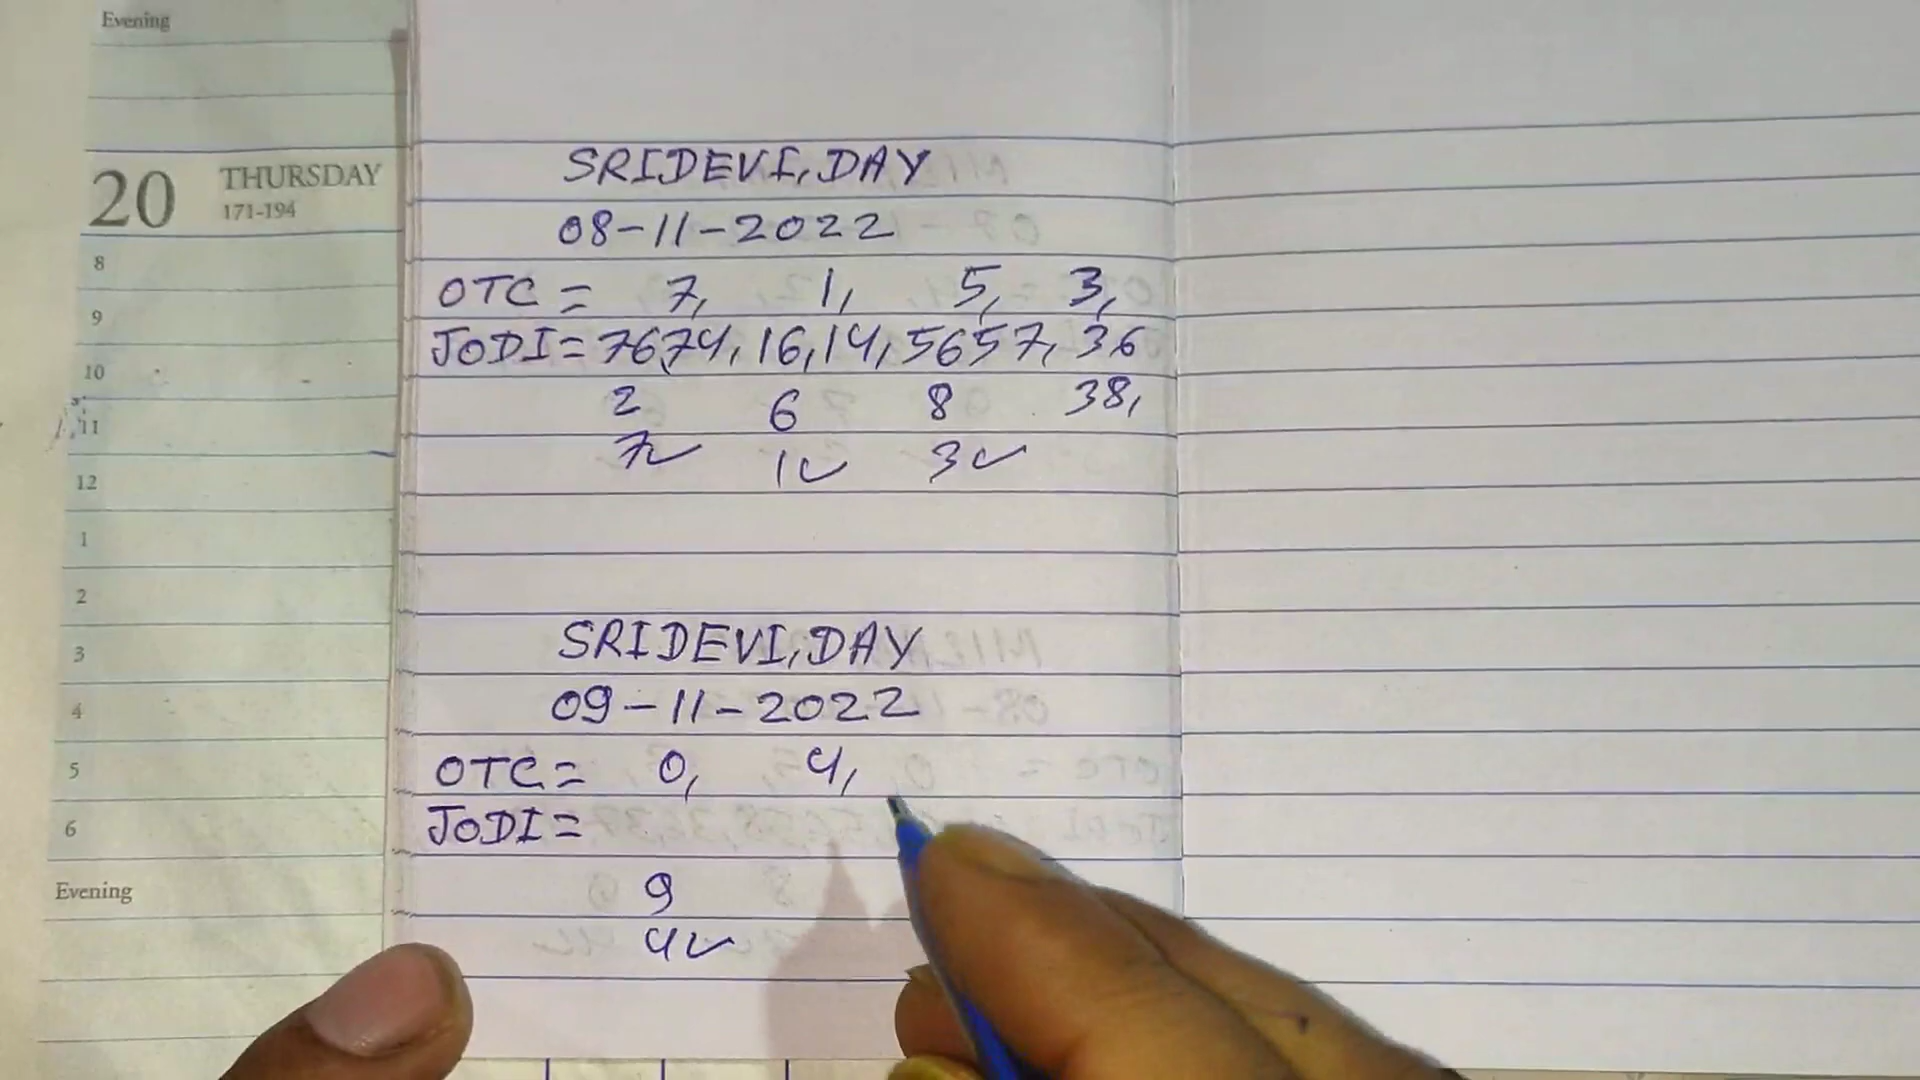 Evening
20 THURSDAY
171-194
8
9
10
11
12
1
2
3
4
5
6
Evening
SRIDEVI, DAY
08-11-2022
OTC = 7, 1, 5, 3,
JODI = 76,74, 16,14, 5657, 36
2 6 8 38,
7✓ 1✓ 3✓
SRIDEVI, DAY
09-11-2022
OTC = 0, 4,
JODI =
9
4✓